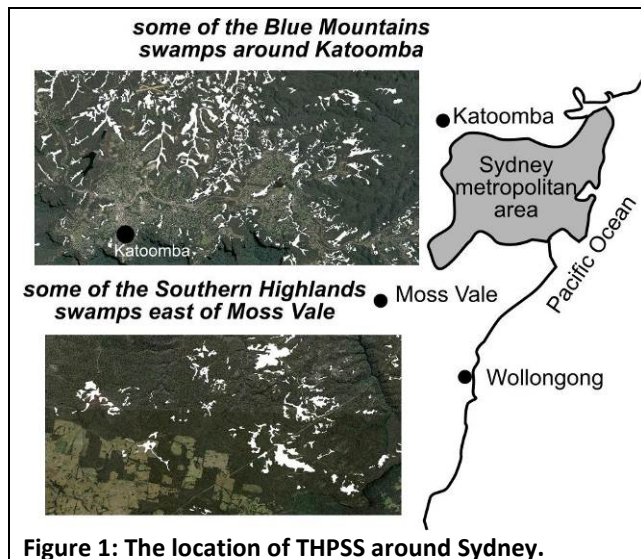 some of the Blue Mountains
swamps around Katoomba
Katoomba
some of the Southern Highlands
swamps east of Moss Vale
Katoomba
Sydney
metropolitan
area
Pacific Ocean
Moss Vale
Wollongong
Figure 1: The location of THPSS around Sydney.